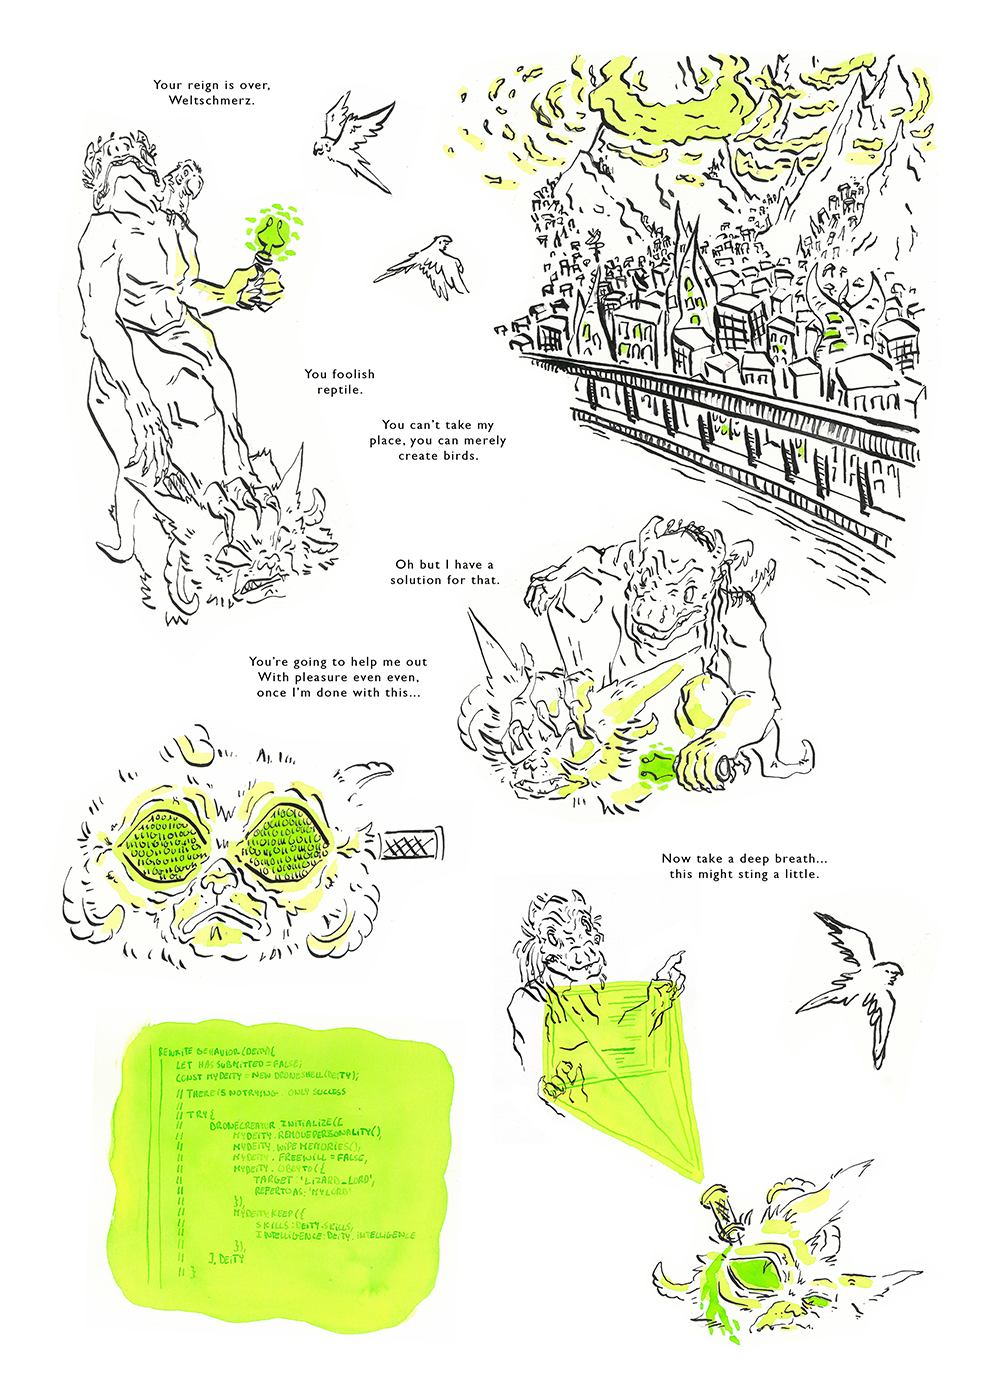 Your reign is over,
Weltschmerz.
You foolish
reptile.
You can't take my
place, you can merely
create birds.
Oh but I have a
solution for that.
You're going to help me out
With pleasure even even,
once I'm done with this...
Now take a deep breath...
this might sting a little.
REWRITE BEHAVIOR(DEITY){
LET HASSUBMITTED = FALSE;
CONST MYDEITY = NEW DRONESHELL(DEITY);
// THERE IS NO TRYING. ONLY SUCCESS
//
// TRY{
// DRONECREATOR INITIALIZE({
// MYDEITY.REMOVEPERSONALITY(),
// MYDEITY.WIPEMEMORIES(),
// MYDEITY.FREEWILL = FALSE,
// MYDEITY.OBEYTO({
// TARGET: 'LIZARD_LORD',
// REFERTOAS: 'MYLORD'
// }),
// MYDEITY.KEEP({
// SKILLS: DEITY.SKILLS,
// INTELLIGENCE: DEITY.INTELLIGENCE
// }),
// }, DEITY
// }